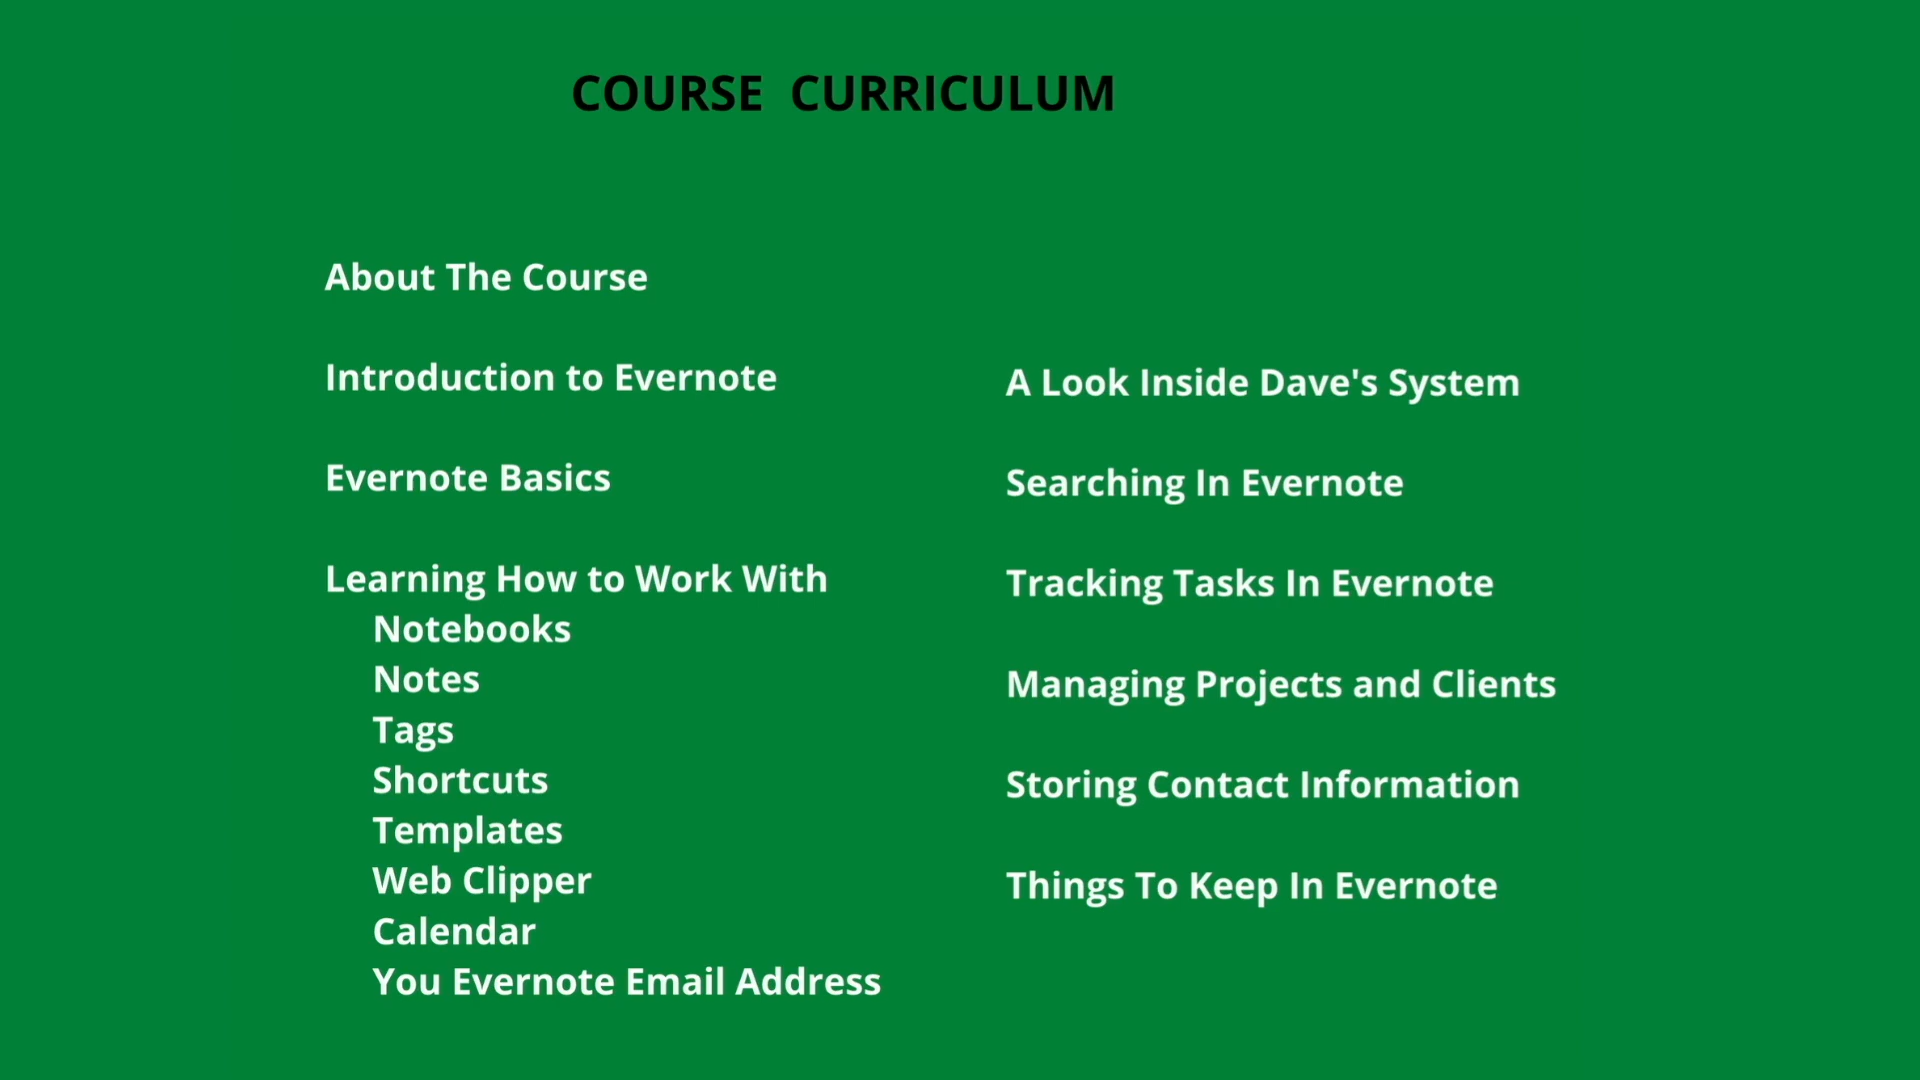 COURSE CURRICULUM
About The Course
Introduction to Evernote
Evernote Basics
Learning How to Work With
Notebooks
Notes
Tags
Shortcuts
Templates
Web Clipper
Calendar
You Evernote Email Address
A Look Inside Dave's System
Searching In Evernote
Tracking Tasks In Evernote
Managing Projects and Clients
Storing Contact Information
Things To Keep In Evernote